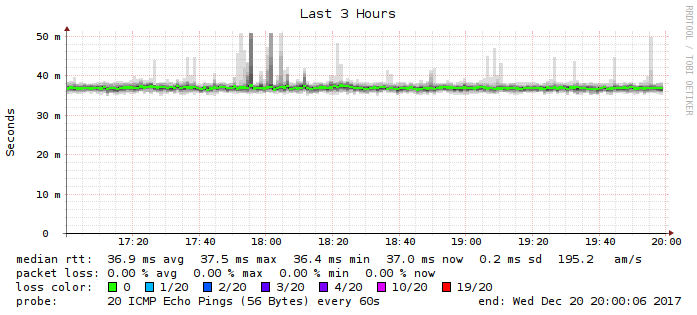 Last 3 Hours
RRDTOOL / TOBI OETIKER
Seconds
50 m
40 m
30 m
20 m
10 m
0
17:20 17:40 18:00 18:20 18:40 19:00 19:20 19:40 20:00
median rtt: 36.9 ms avg 37.5 ms max 36.4 ms min 37.0 ms now 0.2 ms sd 195.2 am/s
packet loss: 0.00 % avg 0.00 % max 0.00 % min 0.00 % now
loss color: 0 1/20 2/20 3/20 4/20 10/20 19/20
probe: 20 ICMP Echo Pings (56 Bytes) every 60s end: Wed Dec 20 20:00:06 2017